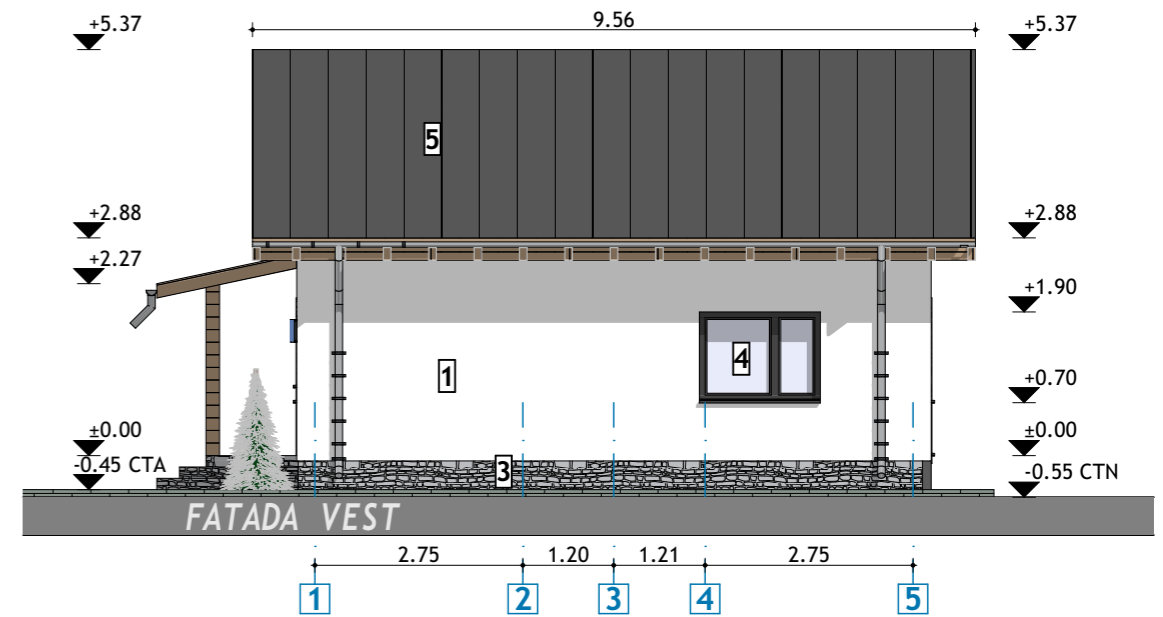 +5.37 9.56 +5.37
5
+2.88 +2.88
+2.27
+1.90
4
1 +0.70
±0.00 ±0.00
-0.45 CTA 3 -0.55 CTN
FATADA VEST
2.75 1.20 1.21 2.75
1 2 3 4 5